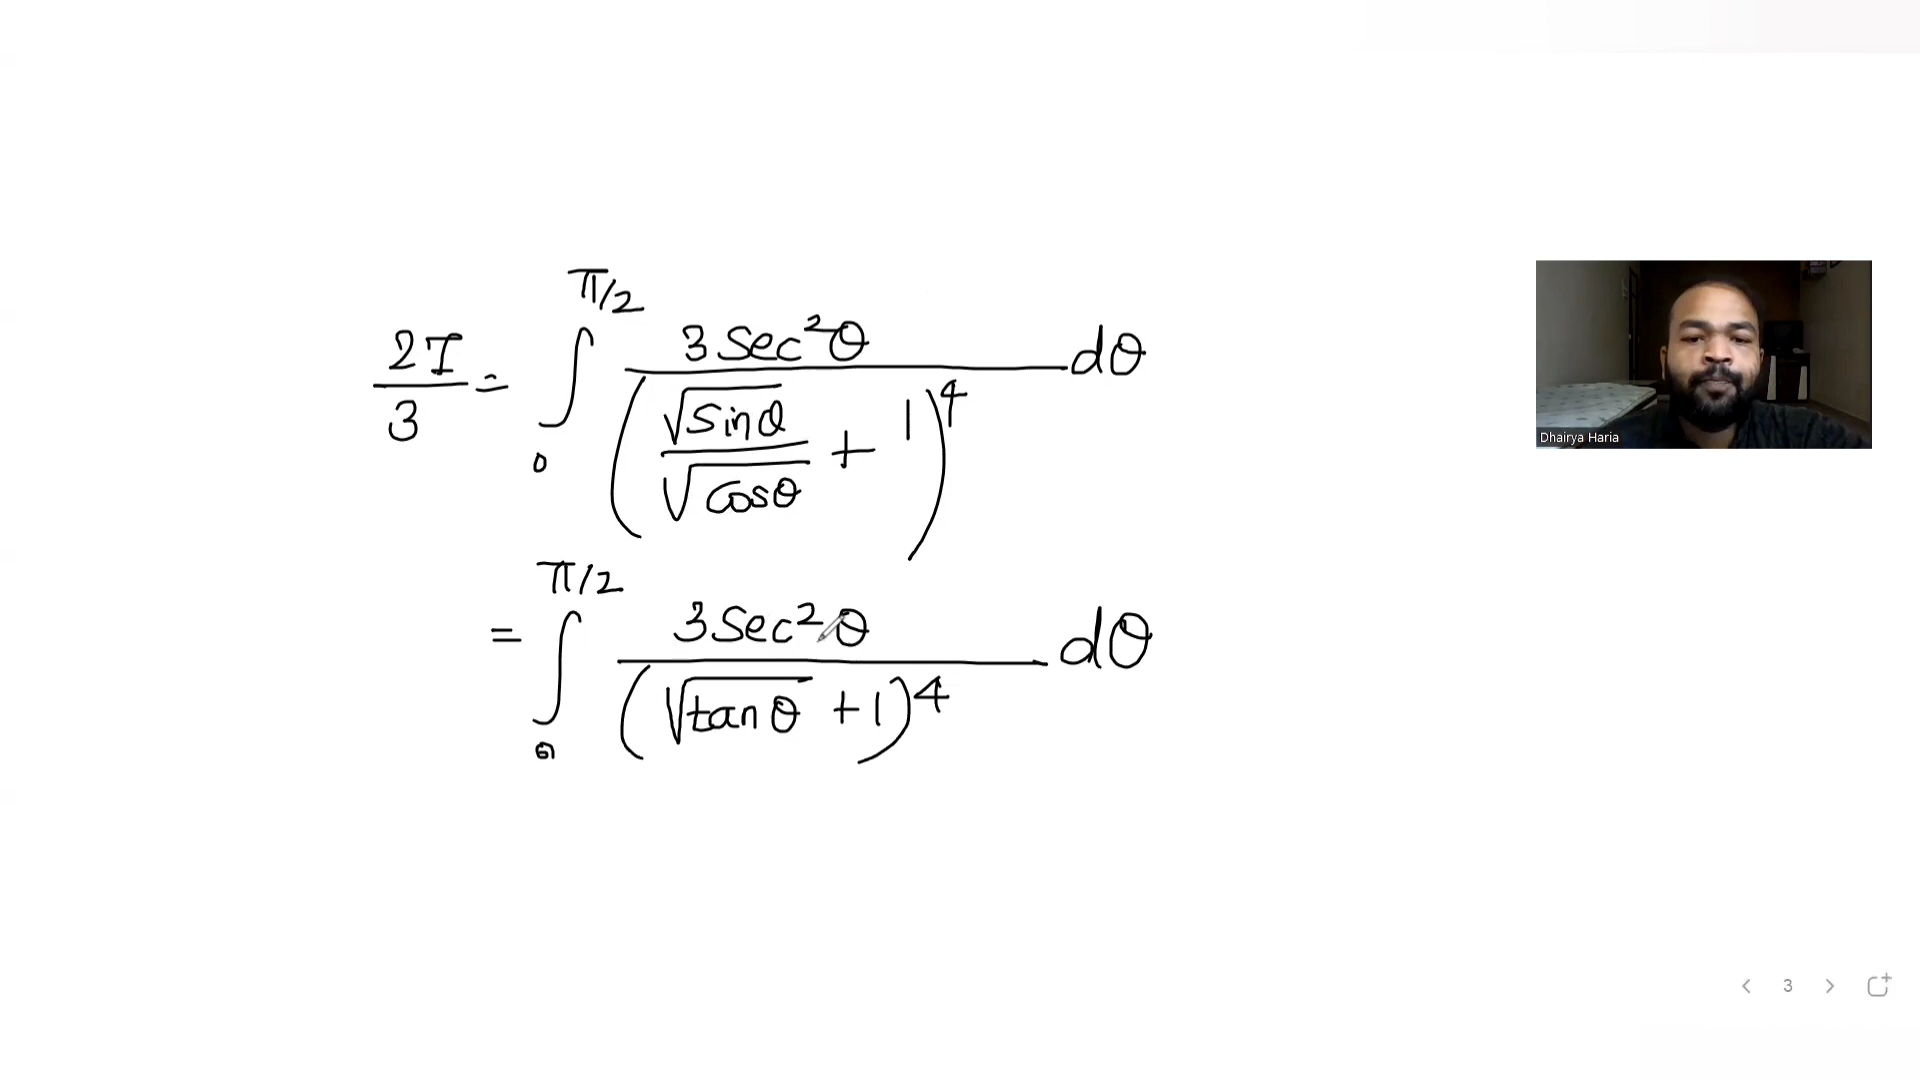 2I/3 = ∫₀^{π/2} 3 Sec²θ / (√Sinθ/√Cosθ + 1)⁴ dθ
= ∫₀^{π/2} 3 Sec²θ / (√tanθ + 1)⁴ dθ
Dhairya Haria
3